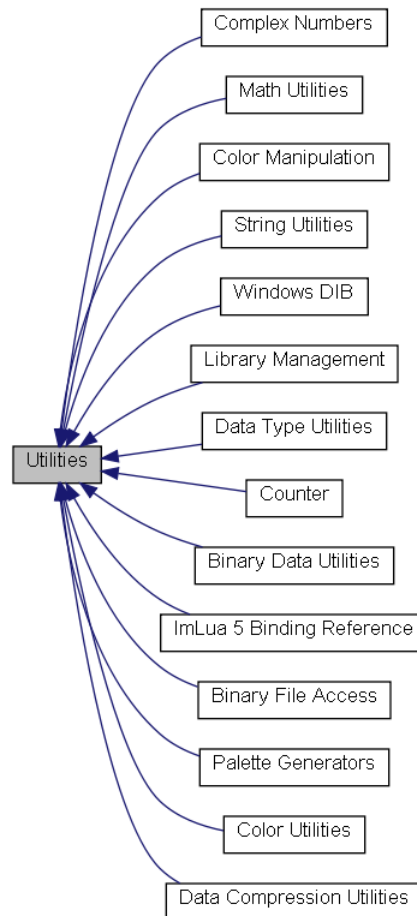 Complex Numbers
Math Utilities
Color Manipulation
String Utilities
Windows DIB
Library Management
Data Type Utilities
Utilities
Counter
Binary Data Utilities
ImLua 5 Binding Reference
Binary File Access
Palette Generators
Color Utilities
Data Compression Utilities